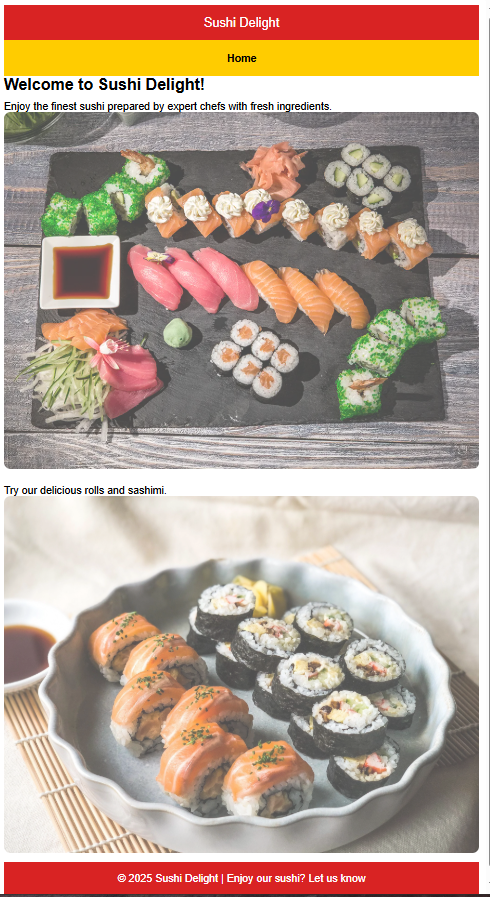 Sushi Delight
Home
Welcome to Sushi Delight!
Enjoy the finest sushi prepared by expert chefs with fresh ingredients.
Try our delicious rolls and sashimi.
© 2025 Sushi Delight | Enjoy our sushi? Let us know